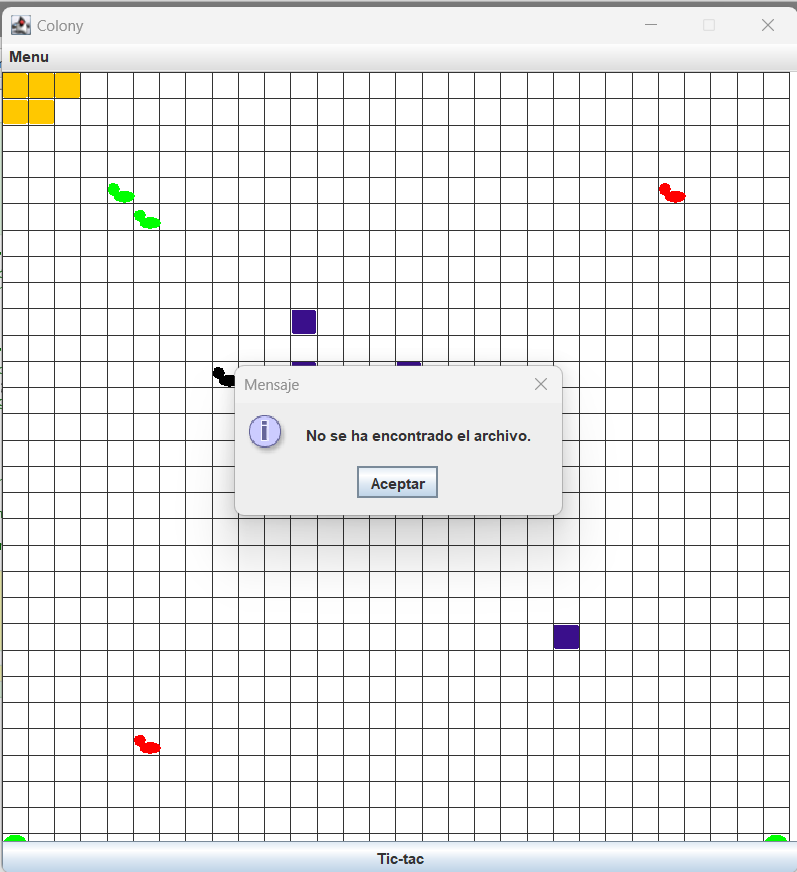 Colony
Menu
Mensaje
No se ha encontrado el archivo.
Aceptar
Tic-tac